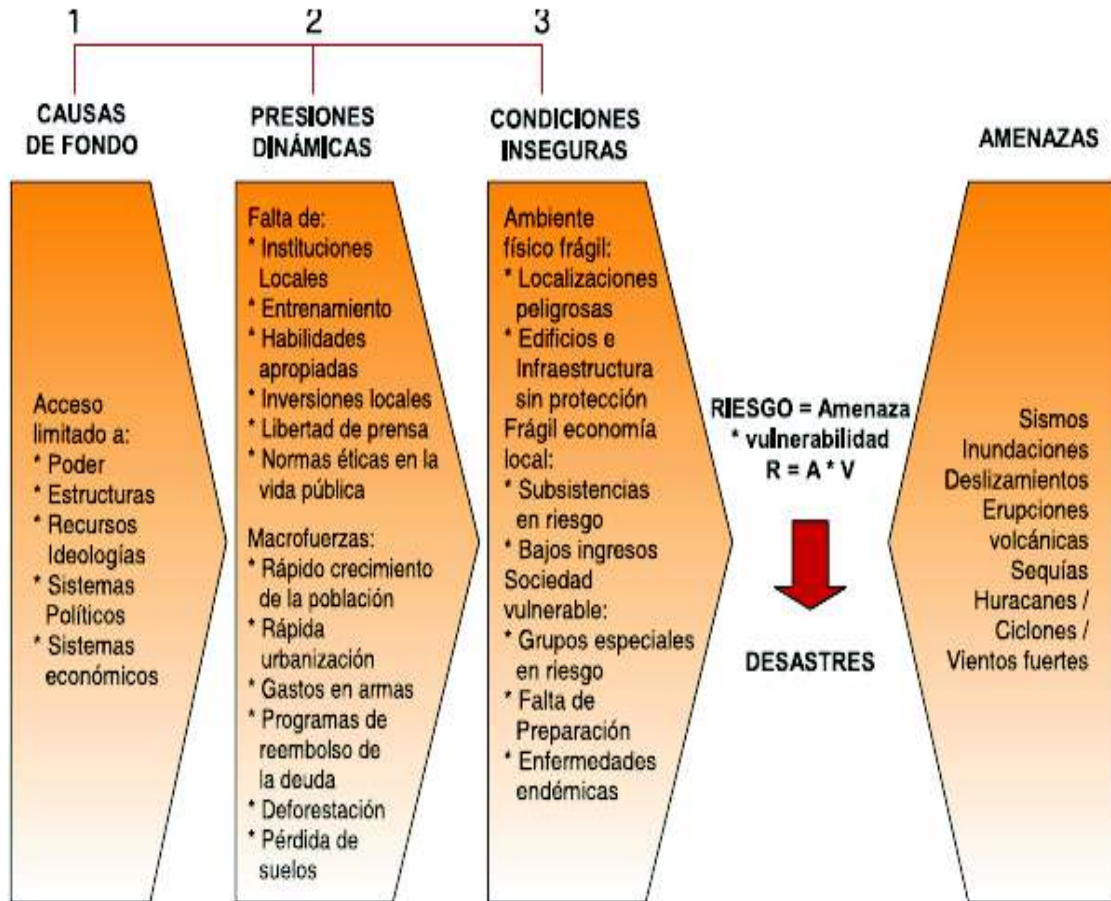 1
2
3
CAUSAS
DE FONDO
Acceso
limitado a:
* Poder
* Estructuras
* Recursos
Ideologías
* Sistemas
Políticos
* Sistemas
económicos
PRESIONES
DINÁMICAS
Falta de:
* Instituciones
Locales
* Entrenamiento
* Habilidades
apropiadas
* Inversiones locales
* Libertad de prensa
* Normas éticas en la
vida pública
Macrofuerzas:
* Rápido crecimiento
de la población
* Rápida
urbanización
* Gastos en armas
* Programas de
reembolso de
la deuda
* Deforestación
* Pérdida de
suelos
CONDICIONES
INSEGURAS
Ambiente
físico frágil:
* Localizaciones
peligrosas
* Edificios e
Infraestructura
sin protección
Frágil economía
local:
* Subsistencias
en riesgo
* Bajos ingresos
Sociedad
vulnerable:
* Grupos especiales
en riesgo
* Falta de
Preparación
* Enfermedades
endémicas
RIESGO = Amenaza
* vulnerabilidad
R = A * V
DESASTRES
AMENAZAS
Sismos
Inundaciones
Deslizamientos
Erupciones
volcánicas
Sequías
Huracanes /
Ciclones /
Vientos fuertes